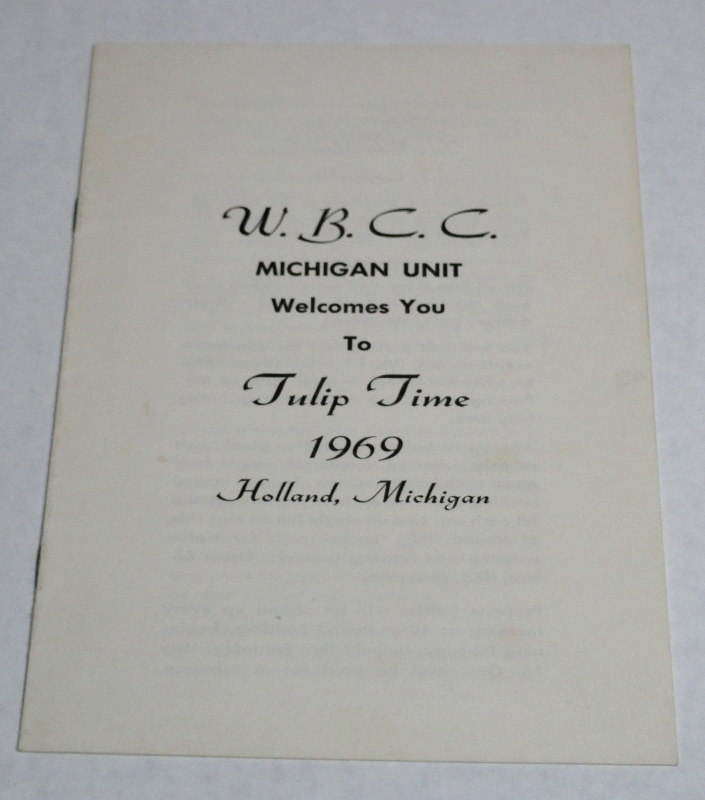 W. B. C. C.
MICHIGAN UNIT
Welcomes You
To
Tulip Time
1969
Holland, Michigan